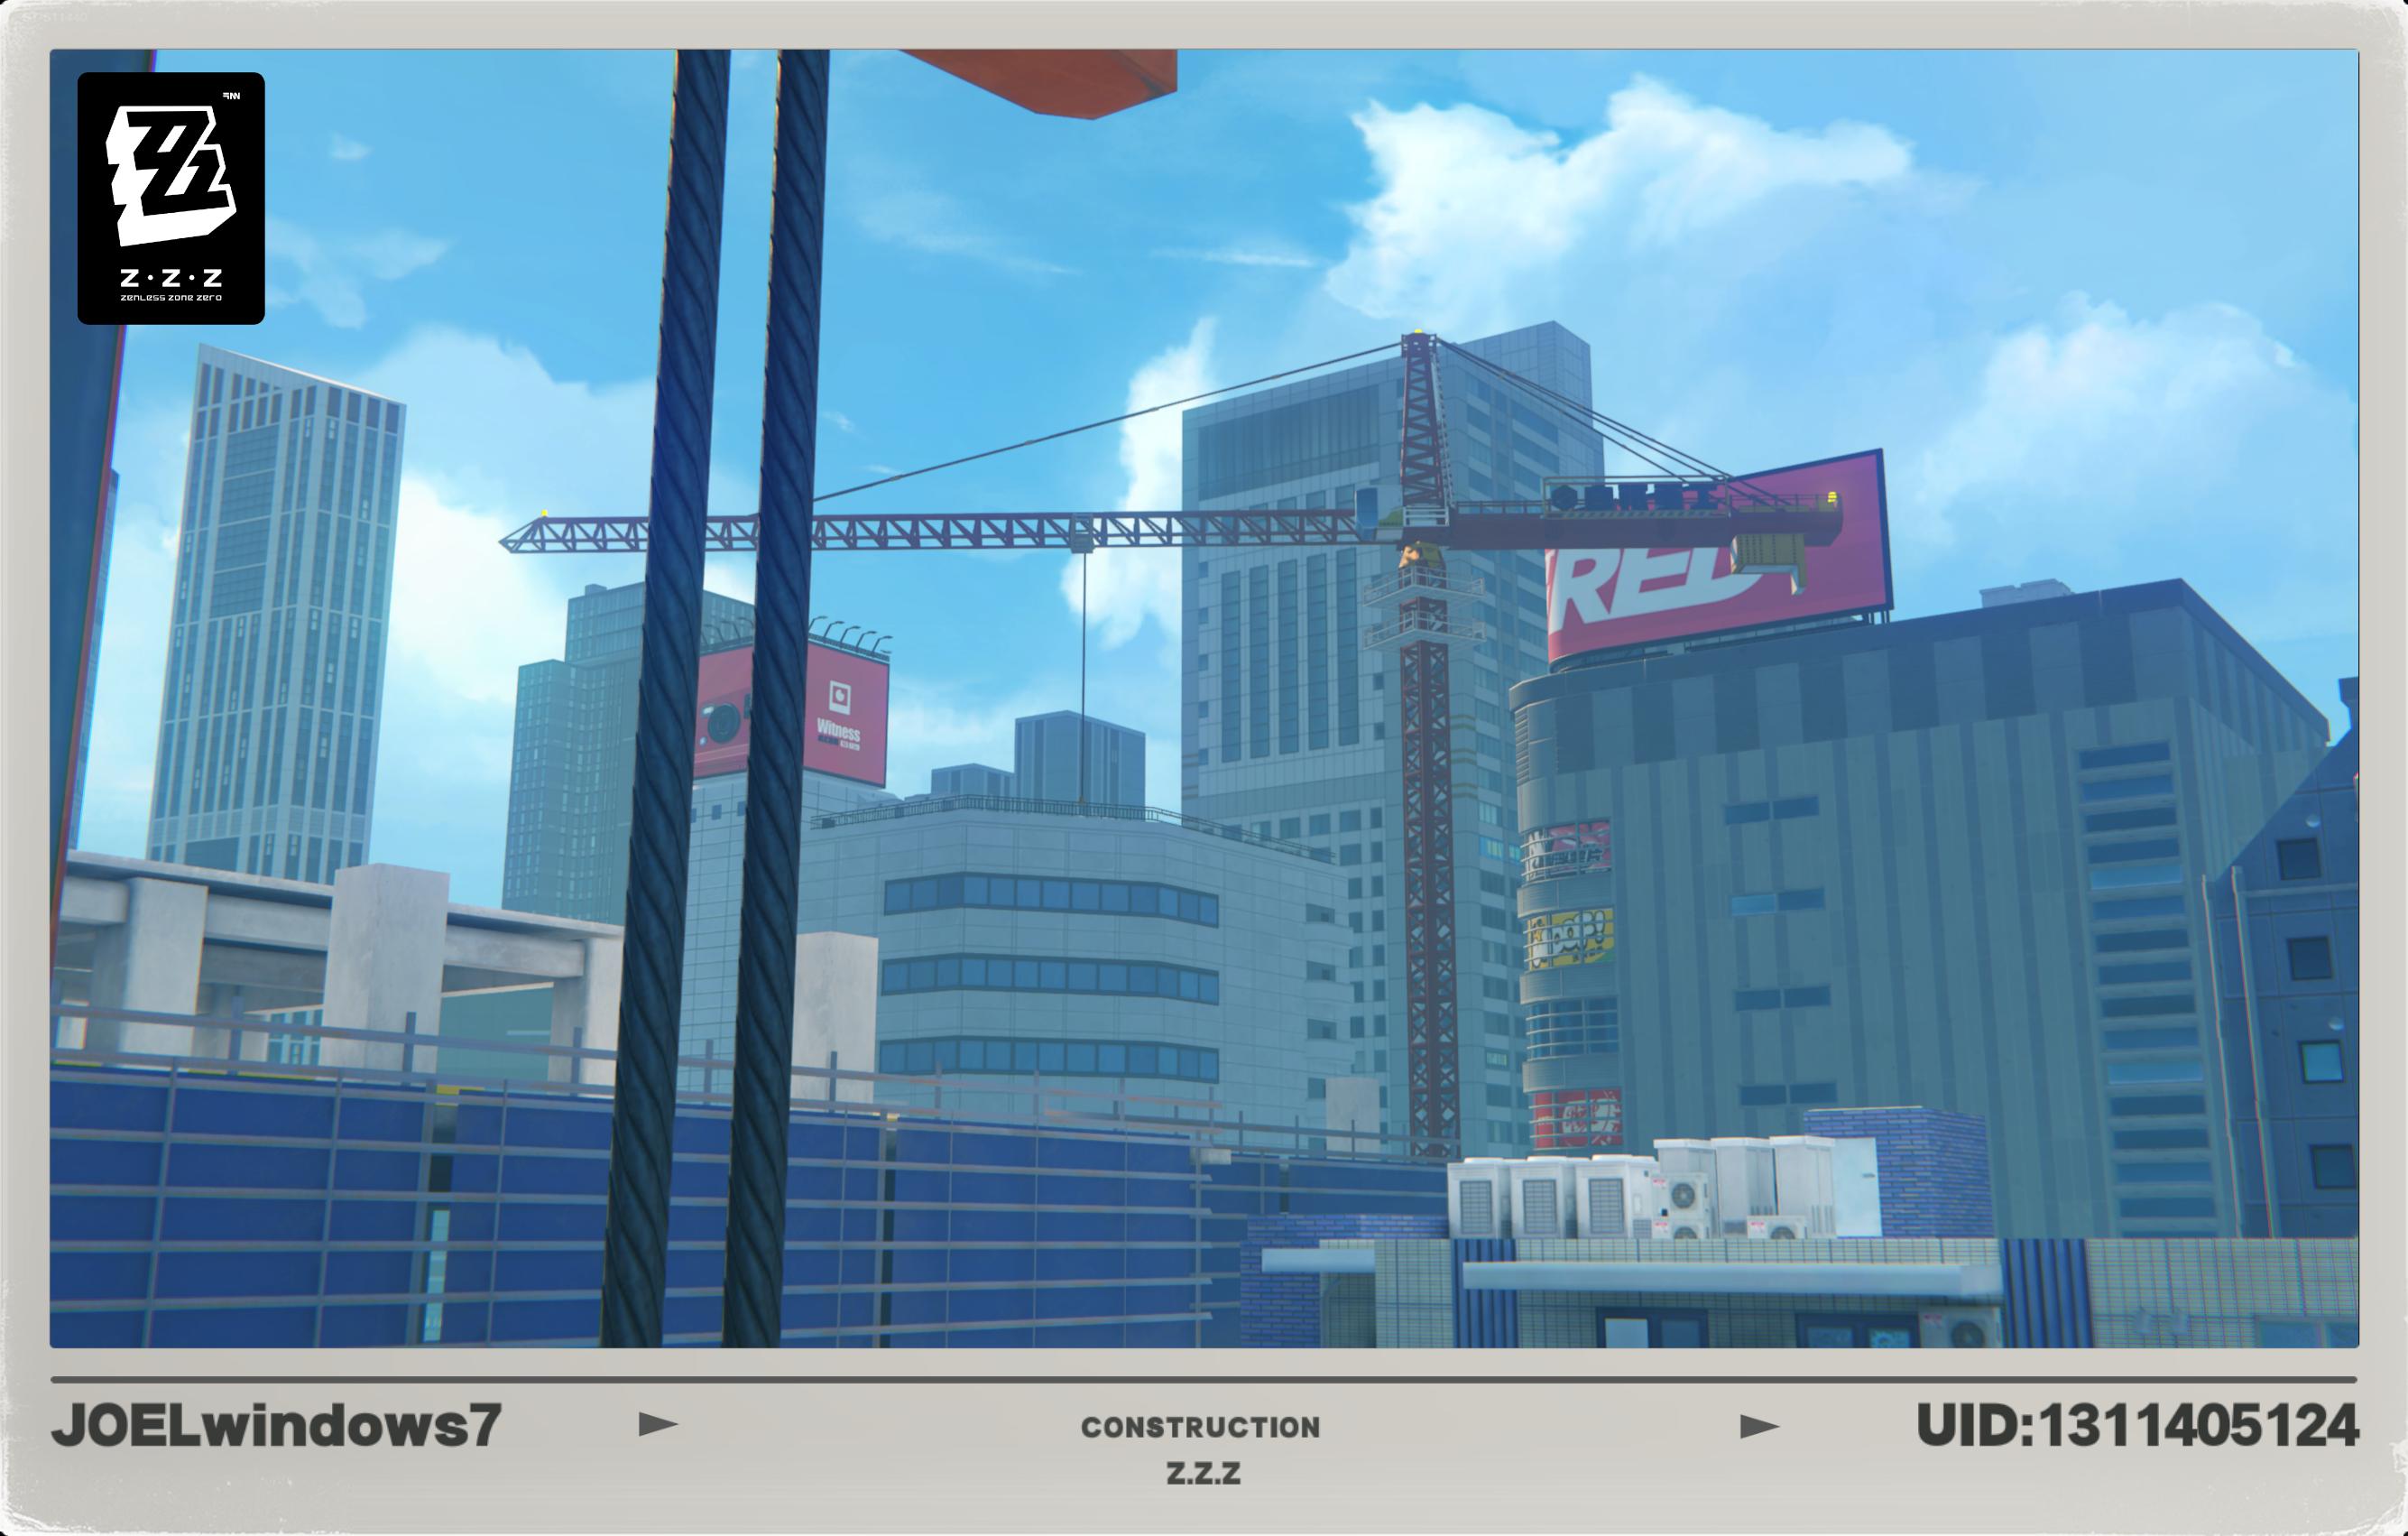 Z·Z·Z
ZENLESS ZONE ZERO
RED
Witness
JOELwindows7
CONSTRUCTION
UID:1311405124
Z.Z.Z